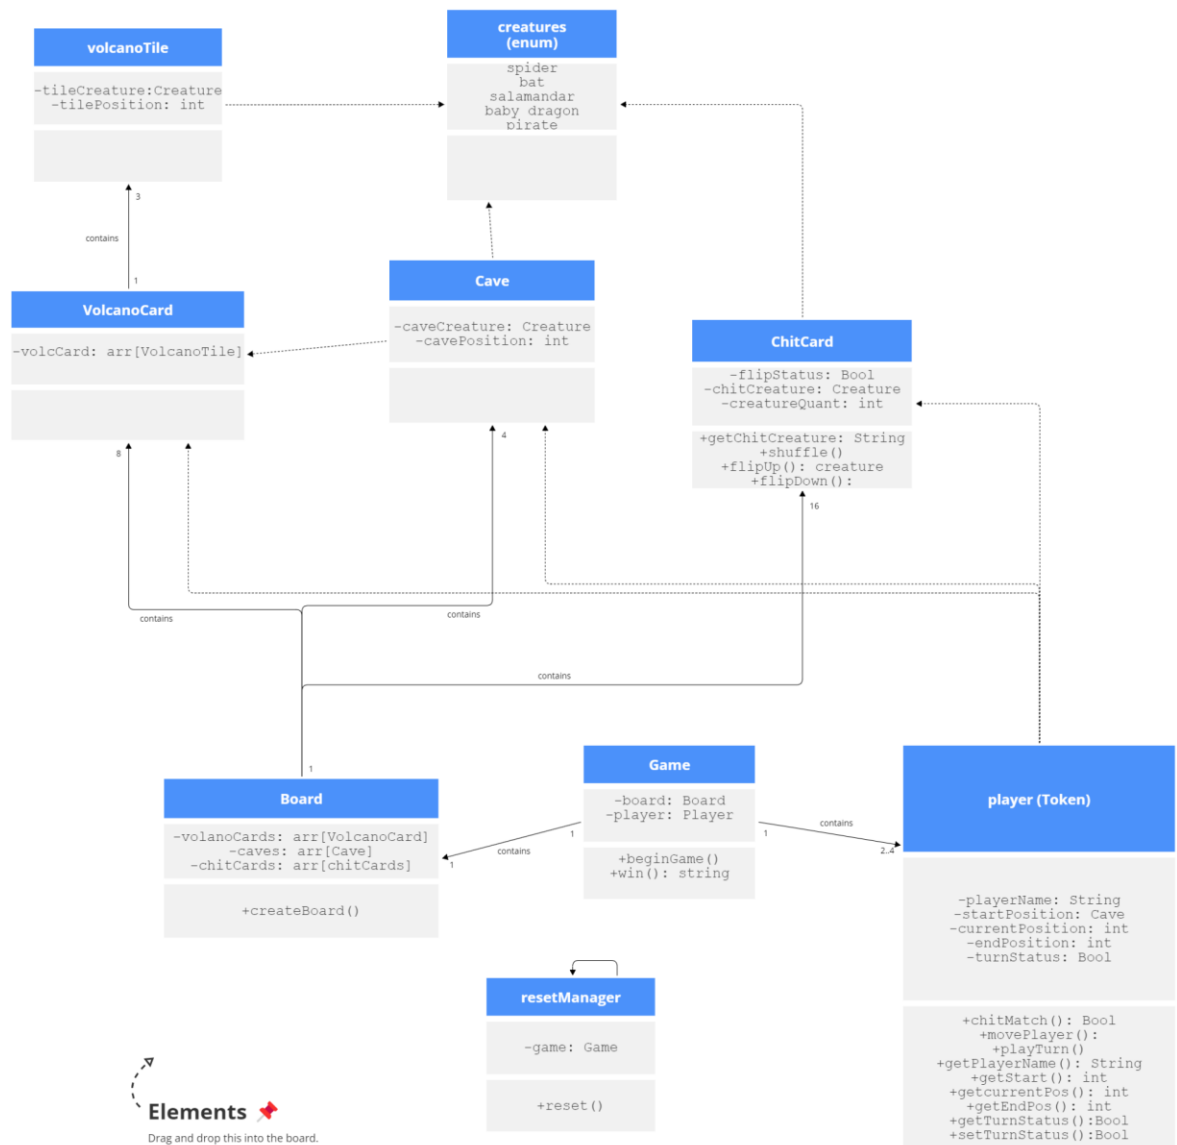 creatures
(enum)
spider
bat
salamandar
baby dragon
pirate
volcanoTile
-tileCreature:Creature
-tilePosition: int
3
contains
1
VolcanoCard
-volcCard: arr[VolcanoTile]
8
Cave
-caveCreature: Creature
-cavePosition: int
4
ChitCard
-flipStatus: Bool
-chitCreature: Creature
-creatureQuant: int
+getChitCreature: String
+shuffle()
+flipUp(): creature
+flipDown():
16
contains
contains
contains
1
Board
-volanoCards: arr[VolcanoCard]
-caves: arr[Cave]
-chitCards: arr[chitCards]
+createBoard()
1
contains
1
Game
-board: Board
-player: Player
+beginGame()
+win(): string
1
contains
2..4
player (Token)
-playerName: String
-startPosition: Cave
-currentPosition: int
-endPosition: int
-turnStatus: Bool
+chitMatch(): Bool
+movePlayer():
+playTurn()
+getPlayerName(): String
+getStart(): int
+getcurrentPos(): int
+getEndPos(): int
+getTurnStatus():Bool
+setTurnStatus():Bool
resetManager
-game: Game
+reset()
Elements 📌
Drag and drop this into the board.